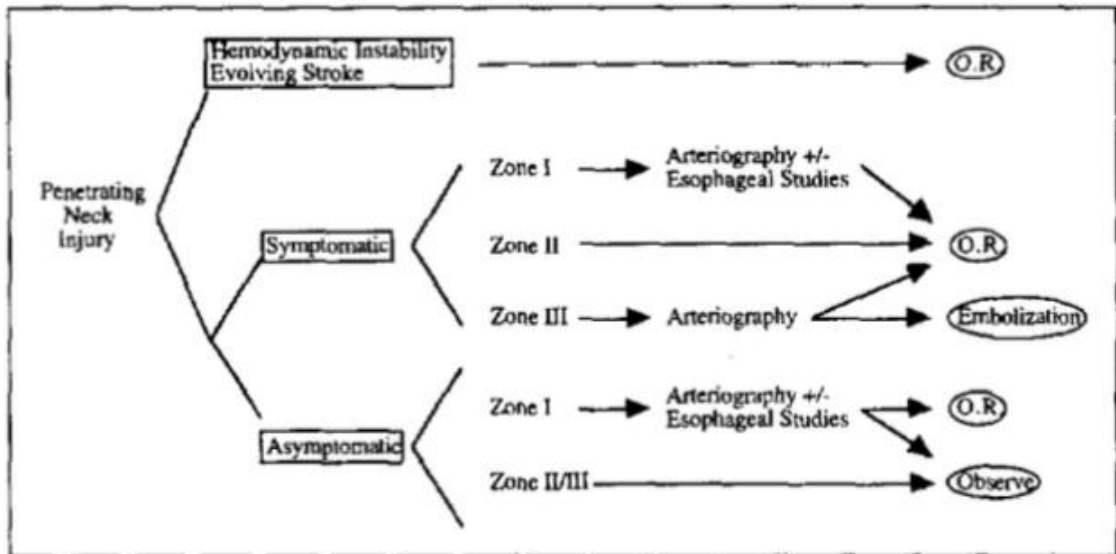 Hemodynamic Instability
Evolving Stroke
O.R.
Penetrating
Neck
Injury
Symptomatic
Zone I
Arteriography +/-
Esophageal Studies
Zone II
O.R.
Zone III
Arteriography
Embolization
Asymptomatic
Zone I
Arteriography +/-
Esophageal Studies
O.R.
Zone II/III
Observe